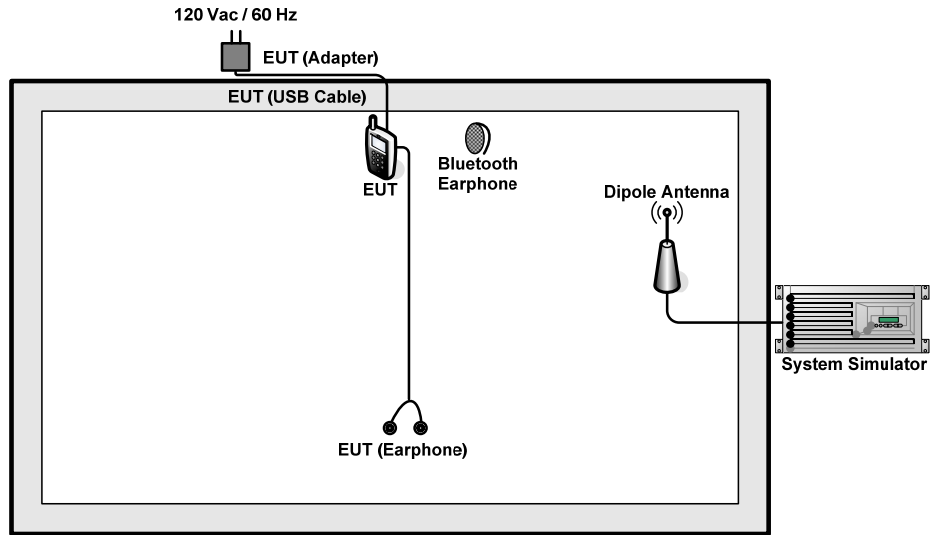 120 Vac / 60 Hz
EUT (Adapter)
EUT (USB Cable)
Bluetooth
Earphone
EUT
Dipole Antenna
System Simulator
EUT (Earphone)